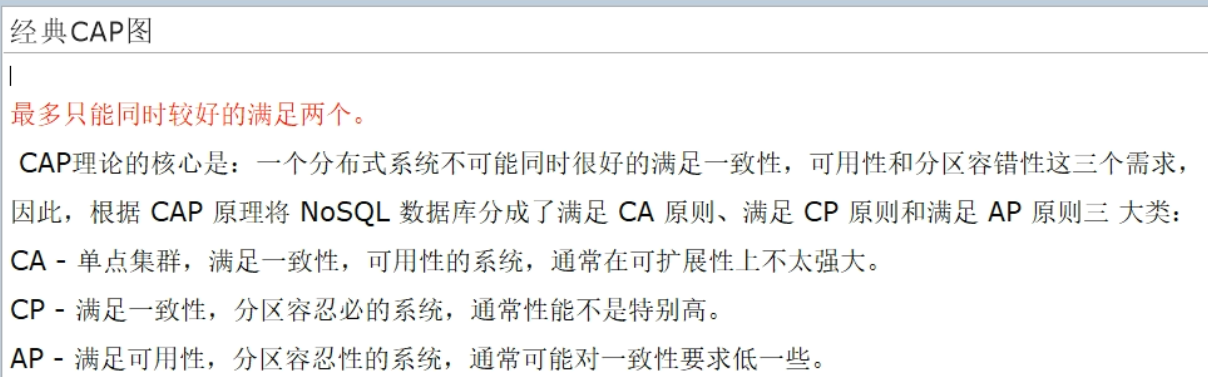 经典CAP图
最多只能同时较好的满足两个。
CAP理论的核心是：一个分布式系统不可能同时很好的满足一致性，可用性和分区容错性这三个需求，
因此，根据 CAP 原理将 NoSQL 数据库分成了满足 CA 原则、满足 CP 原则和满足 AP 原则三 大类：
CA - 单点集群，满足一致性，可用性的系统，通常在可扩展性上不太强大。
CP - 满足一致性，分区容忍必的系统，通常性能不是特别高。
AP - 满足可用性，分区容忍性的系统，通常可能对一致性要求低一些。